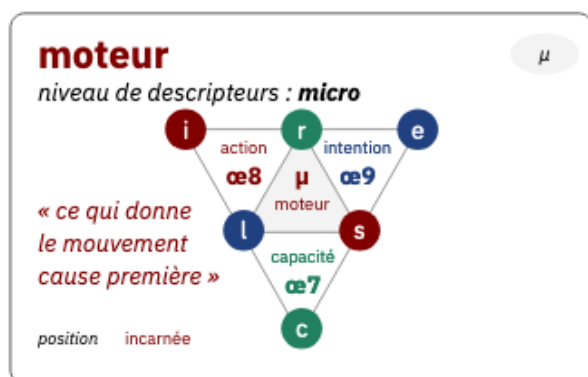 moteur
μ
niveau de descripteurs : micro
i r e
action intention
œ8 μ œ9
moteur
« ce qui donne
le mouvement
cause première »
l s
capacité
œ7
c
position incarnée